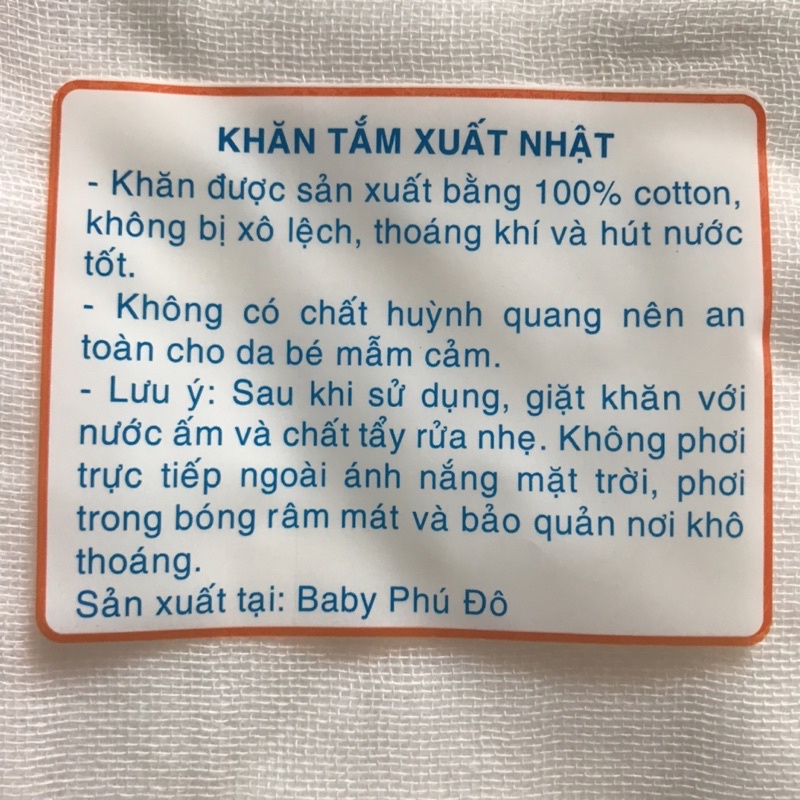 KHĂN TẮM XUẤT NHẬT
- Khăn được sản xuất bằng 100% cotton,
không bị xô lệch, thoáng khí và hút nước
tốt.
- Không có chất huỳnh quang nên an
toàn cho da bé mẫm cảm.
- Lưu ý: Sau khi sử dụng, giặt khăn với
nước ấm và chất tẩy rửa nhẹ. Không phơi
trực tiếp ngoài ánh nắng mặt trời, phơi
trong bóng râm mát và bảo quản nơi khô
thoáng.
Sản xuất tại: Baby Phú Đô